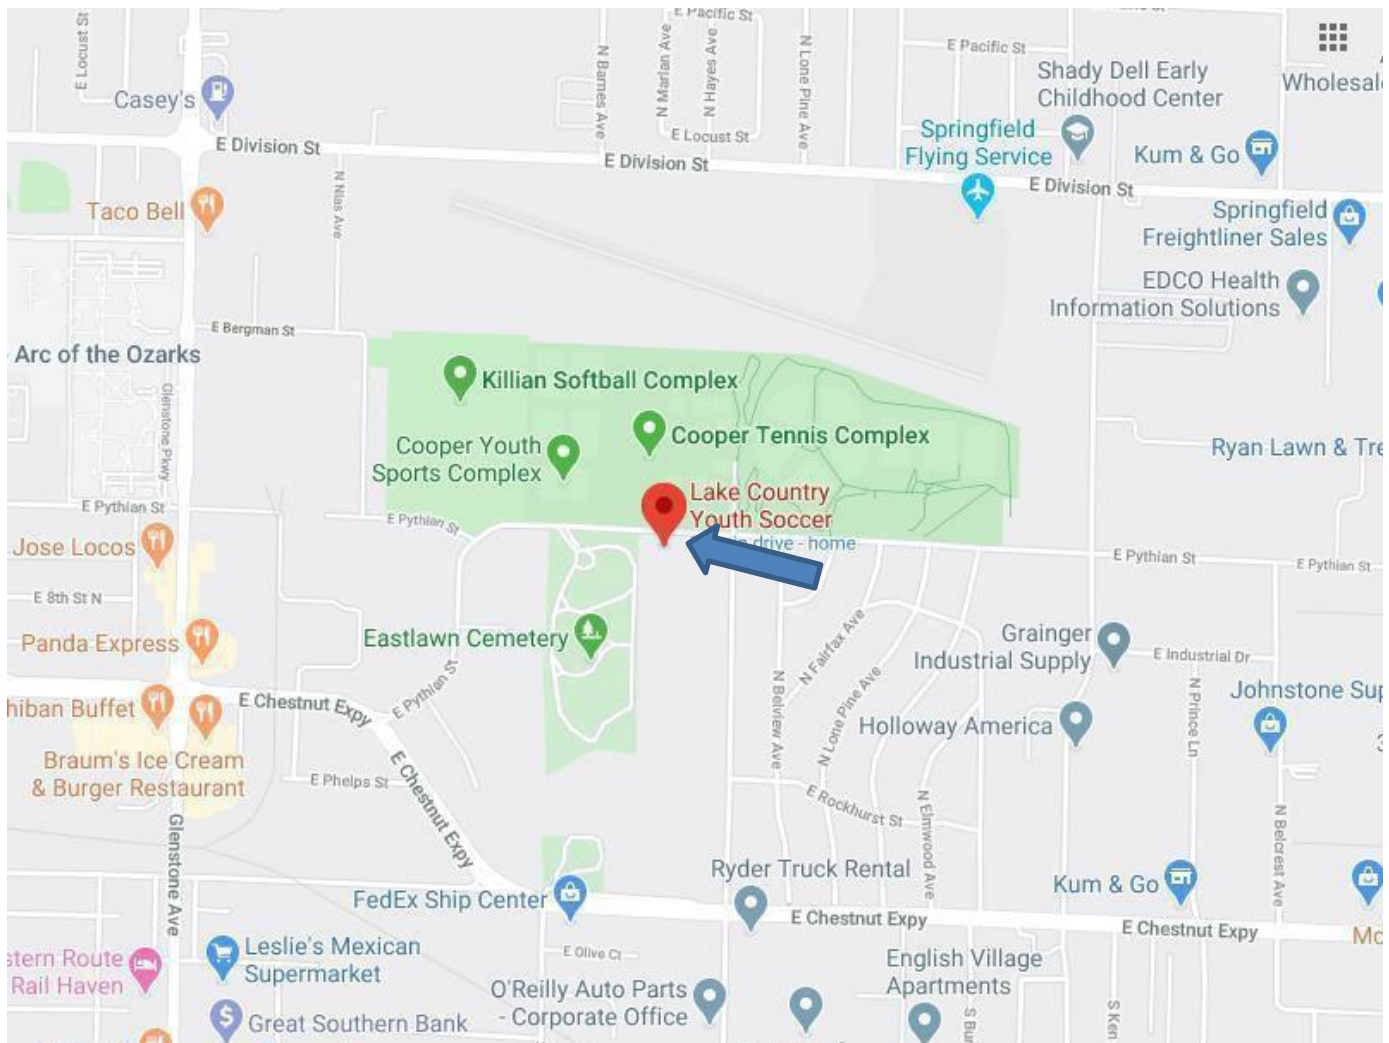 E Pacific St
E Locust St
N Barnes Ave
N Marlan Ave
N Hayes Ave
N Lone Pine Ave
E Pacific St
Shady Dell Early
Childhood Center
Wholesale
Casey's
E Division St
E Locust St
E Division St
Springfield
Flying Service
Kum & Go
E Division St
Taco Bell
N Nias Ave
Springfield
Freightliner Sales
EDCO Health
Information Solutions
E Bergman St
Arc of the Ozarks
Glenstone Pkwy
Killian Softball Complex
Cooper Youth
Sports Complex
Cooper Tennis Complex
Ryan Lawn & Tre
E Pythian St
E Pythian St
Lake Country
Youth Soccer
drive - home
Jose Locos
E Pythian St
E Pythian St
E 8th St N
Panda Express
Eastlawn Cemetery
N Fairfax Ave
Grainger
Industrial Supply
E Industrial Dr
hiban Buffet
E Chestnut Expy
E Pythian St
N Belview Ave
N Lone Pine Ave
Holloway America
N Prince Ln
Johnstone Sup
Braum's Ice Cream
& Burger Restaurant
E Phelps St
E Chestnut Expy
E Rockhurst St
N Elmwood Ave
N Belcrest Ave
Glenstone Ave
Ryder Truck Rental
FedEx Ship Center
E Chestnut Expy
Kum & Go
E Chestnut Expy
Mc
stern Route
Rail Haven
Leslie's Mexican
Supermarket
E Olive Ct
English Village
Apartments
O'Reilly Auto Parts
- Corporate Office
S Bur
S Ken
Great Southern Bank